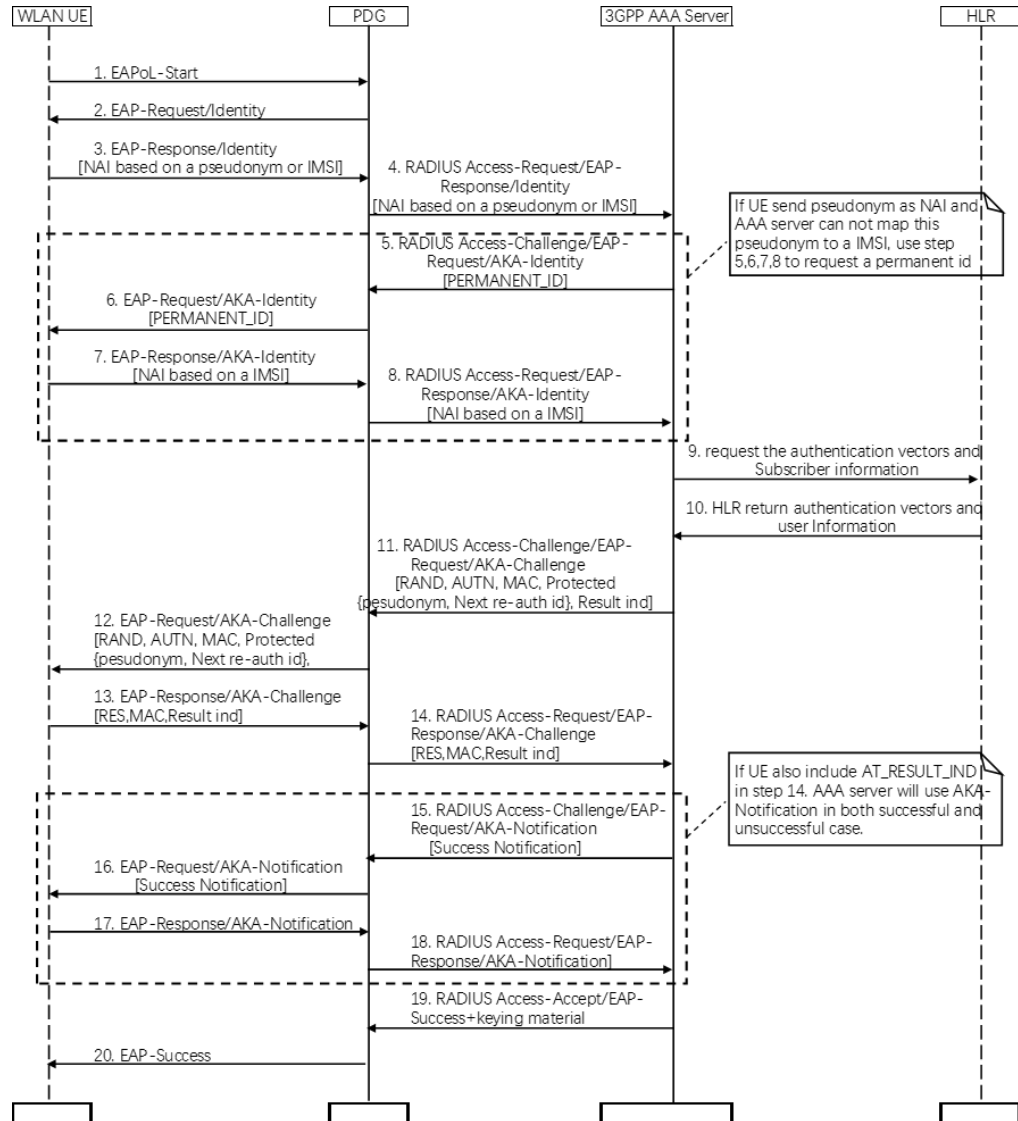 WLAN UE
PDG
3GPP AAA Server
HLR
1. EAPoL-Start
2. EAP-Request/Identity
3. EAP-Response/Identity
[NAI based on a pseudonym or IMSI]
4. RADIUS Access-Request/EAP-
Response/Identity
[NAI based on a pseudonym or IMSI]
If UE send pseudonym as NAI and
AAA server can not map this
pseudonym to a IMSI, use step
5,6,7,8 to request a permanent id
5. RADIUS Access-Challenge/EAP-
Request/AKA-Identity
[PERMANENT_ID]
6. EAP-Request/AKA-Identity
[PERMANENT_ID]
7. EAP-Response/AKA-Identity
[NAI based on a IMSI]
8. RADIUS Access-Request/EAP-
Response/AKA-Identity
[NAI based on a IMSI]
9. request the authentication vectors and
Subscriber information
10. HLR return authentication vectors and
user Information
11. RADIUS Access-Challenge/EAP-
Request/AKA-Challenge
[RAND, AUTN, MAC, Protected
{pesudonym, Next re-auth id}, Result ind]
12. EAP-Request/AKA-Challenge
[RAND, AUTN, MAC, Protected
{pesudonym, Next re-auth id},
13. EAP-Response/AKA-Challenge
[RES,MAC,Result ind]
14. RADIUS Access-Request/EAP-
Response/AKA-Challenge
[RES,MAC,Result ind]
If UE also include AT_RESULT_IND
in step 14. AAA server will use AKA-
Notification in both successful and
unsuccessful case.
15. RADIUS Access-Challenge/EAP-
Request/AKA-Notification
[Success Notification]
16. EAP-Request/AKA-Notification
[Success Notification]
17. EAP-Response/AKA-Notification
18. RADIUS Access-Request/EAP-
Response/AKA-Notification]
19. RADIUS Access-Accept/EAP-
Success+keying material
20. EAP-Success